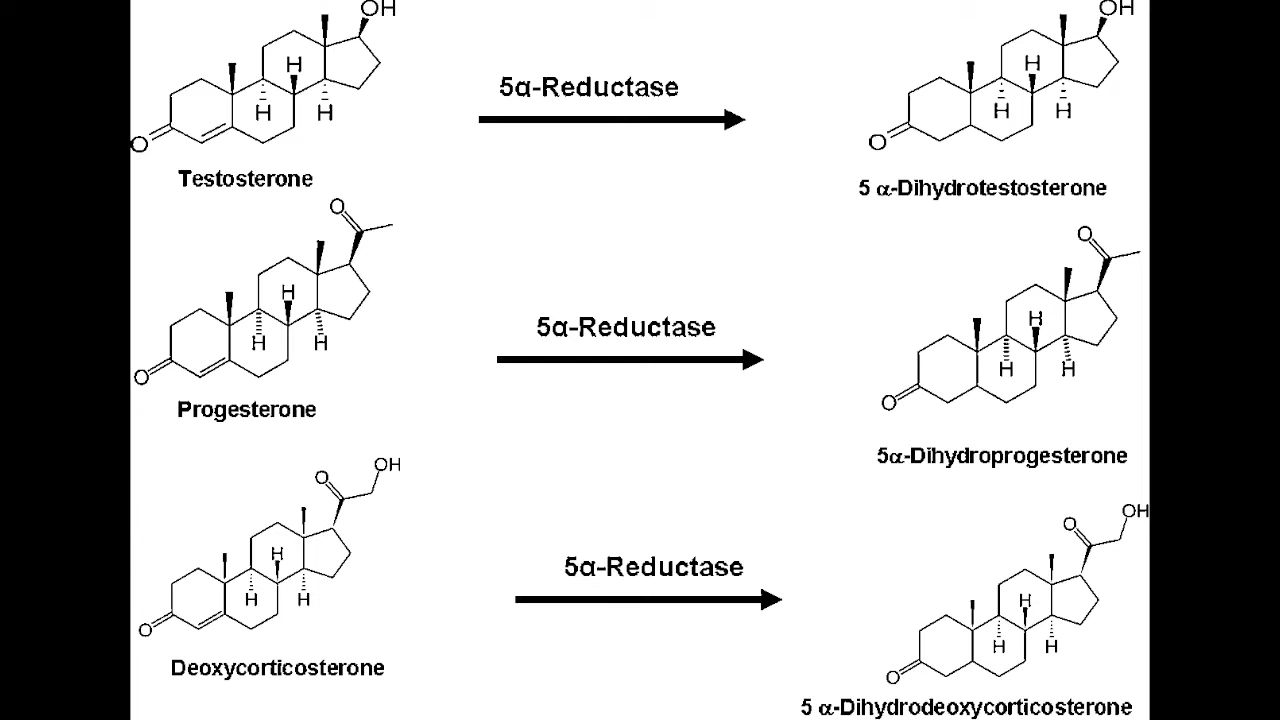 OH
H
H
H
O
Testosterone
5α-Reductase
OH
H
H
H
O
5 α-Dihydrotestosterone
O
H
H
H
O
Progesterone
5α-Reductase
O
H
H
H
O
5α-Dihydroprogesterone
OH
O
H
H
H
O
Deoxycorticosterone
5α-Reductase
OH
O
H
H
H
O
5 α-Dihydrodeoxycorticosterone